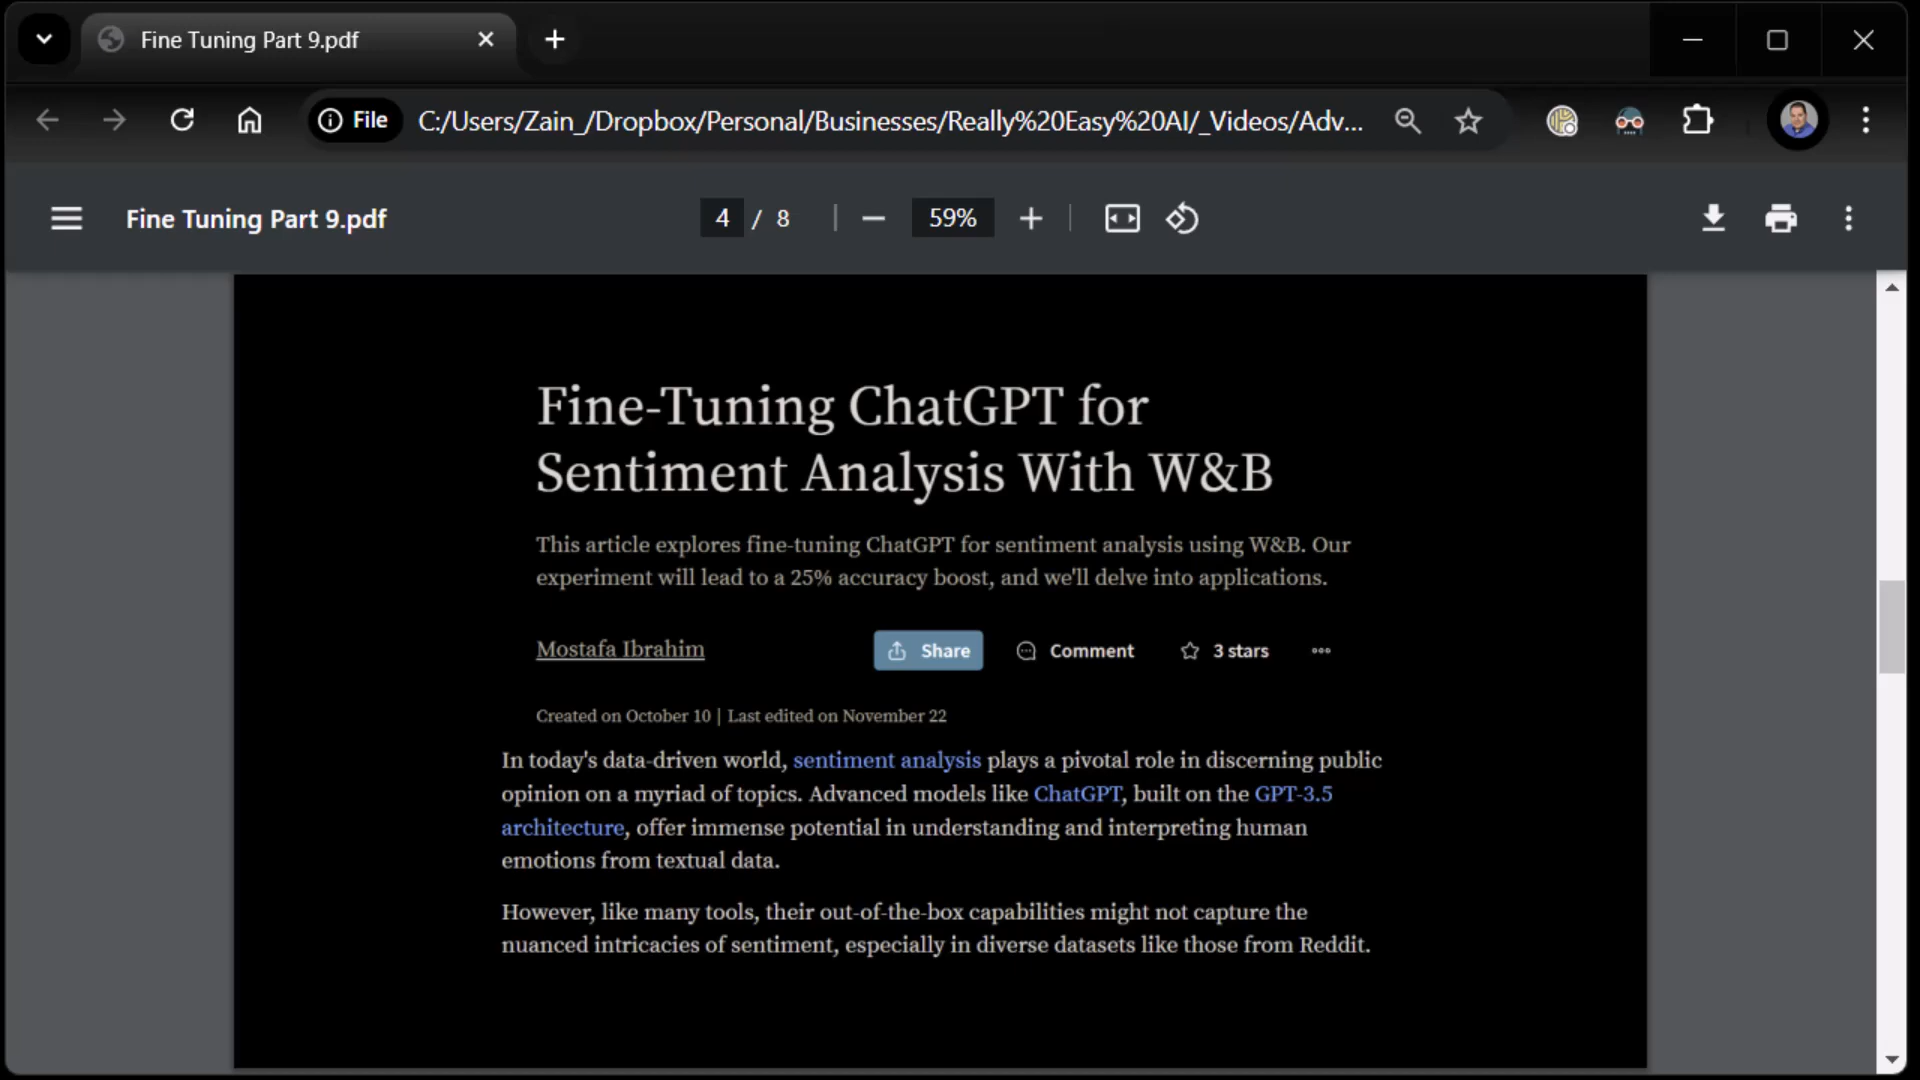 Fine Tuning Part 9.pdf
File
C:/Users/Zain_/Dropbox/Personal/Businesses/Really%20Easy%20AI/_Videos/Adv...
Fine Tuning Part 9.pdf
4 / 8
59%
Fine-Tuning ChatGPT for
Sentiment Analysis With W&B
This article explores fine-tuning ChatGPT for sentiment analysis using W&B. Our
experiment will lead to a 25% accuracy boost, and we'll delve into applications.
Mostafa Ibrahim
Share
Comment
3 stars
Created on October 10 | Last edited on November 22
In today's data-driven world, sentiment analysis plays a pivotal role in discerning public
opinion on a myriad of topics. Advanced models like ChatGPT, built on the GPT-3.5
architecture, offer immense potential in understanding and interpreting human
emotions from textual data.
However, like many tools, their out-of-the-box capabilities might not capture the
nuanced intricacies of sentiment, especially in diverse datasets like those from Reddit.